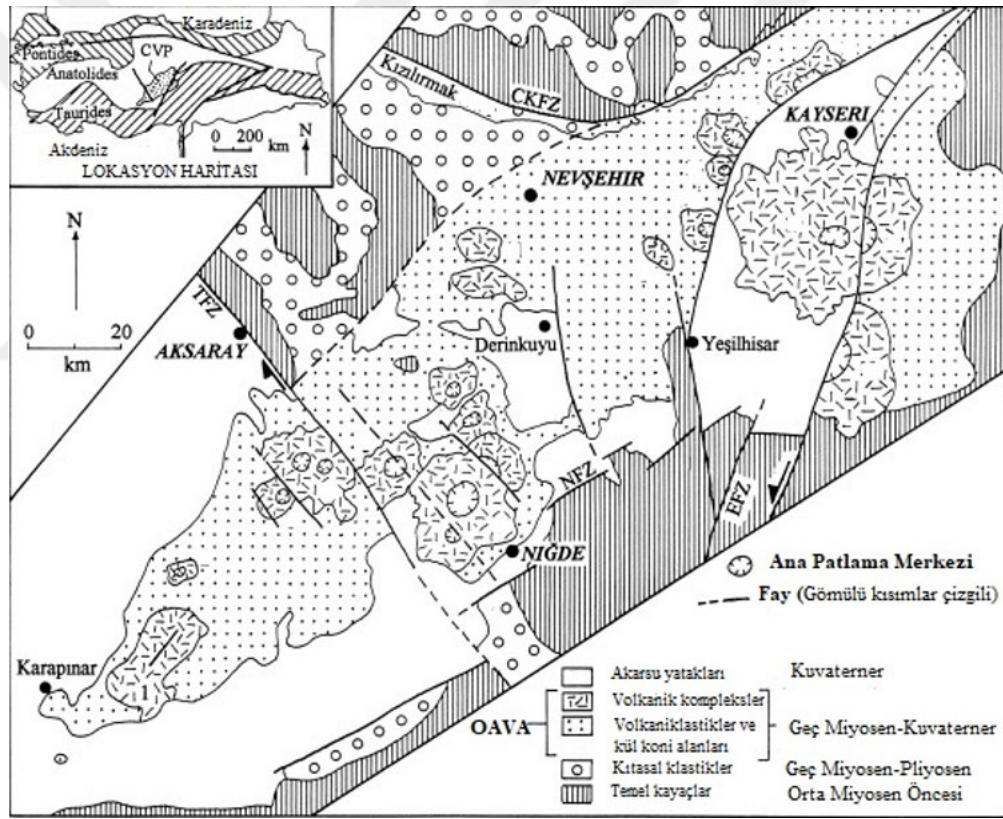 Karadeniz
Pontides
CVP
Anatolides
Taurides
Akdeniz
0 200
km
N
LOKASYON HARİTASI
Kızılırmak
CKFZ
KAYSERI
NEVŞEHIR
N
TFZ
0 20
km
AKSARAY
Derinkuyu
Yeşilhisar
NFZ
EFZ
NIĞDE
Karapınar
1
Ana Patlama Merkezi
Fay (Gömülü kısımlar çizgili)
Akarsu yatakları Kuvaterner
Volkanik kompleksler
OAVA
Volkaniklastikler ve
kül koni alanları
Geç Miyosen-Kuvaterner
Kıtasal klastikler Geç Miyosen-Pliyosen
Temel kayaçlar Orta Miyosen Öncesi